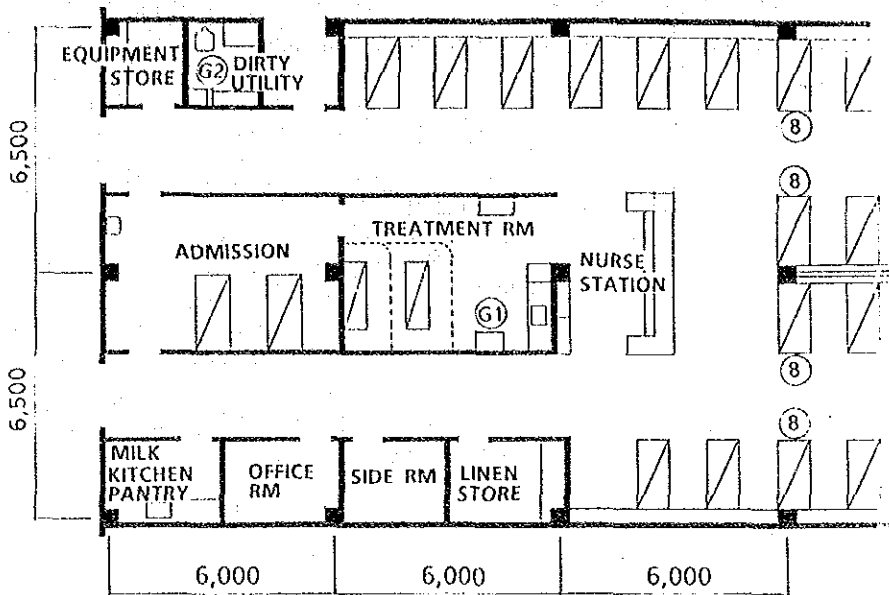 EQUIPMENT
STORE
G2
DIRTY
UTILITY
8
6,500
8
ADMISSION
TREATMENT RM
NURSE
STATION
G1
8
6,500
8
MILK
KITCHEN
PANTRY
OFFICE
RM
SIDE RM
LINEN
STORE
6,000
6,000
6,000